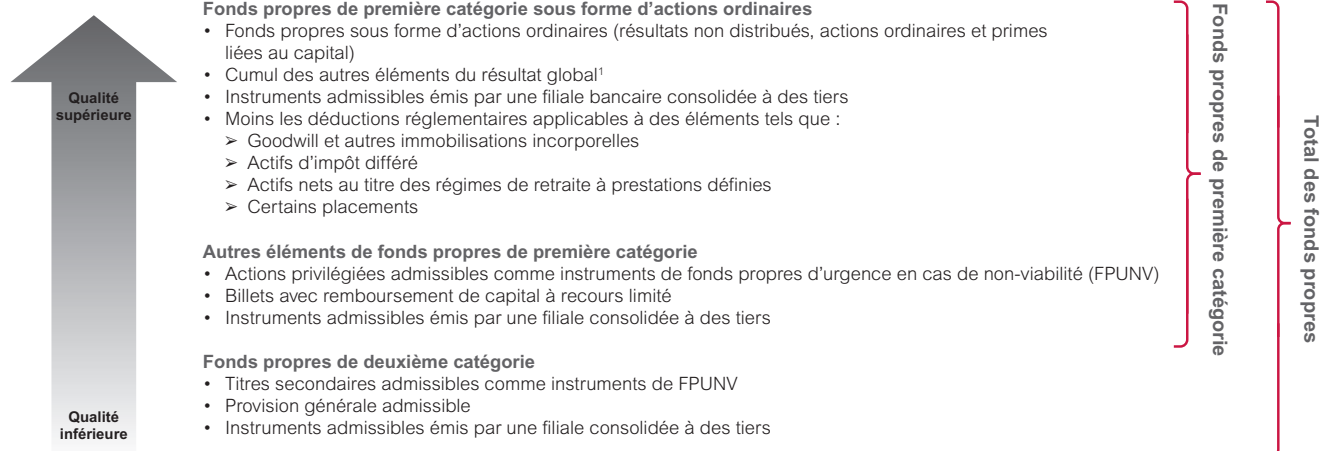 Fonds propres de première catégorie sous forme d'actions ordinaires
• Fonds propres sous forme d'actions ordinaires (résultats non distribués, actions ordinaires et primes
liées au capital)
• Cumul des autres éléments du résultat global¹
• Instruments admissibles émis par une filiale bancaire consolidée à des tiers
• Moins les déductions réglementaires applicables à des éléments tels que :
➢ Goodwill et autres immobilisations incorporelles
➢ Actifs d'impôt différé
➢ Actifs nets au titre des régimes de retraite à prestations définies
➢ Certains placements
Autres éléments de fonds propres de première catégorie
• Actions privilégiées admissibles comme instruments de fonds propres d'urgence en cas de non-viabilité (FPUNV)
• Billets avec remboursement de capital à recours limité
• Instruments admissibles émis par une filiale consolidée à des tiers
Fonds propres de deuxième catégorie
• Titres secondaires admissibles comme instruments de FPUNV
• Provision générale admissible
• Instruments admissibles émis par une filiale consolidée à des tiers
Qualité
supérieure
Qualité
inférieure
Fonds propres de première catégorie
Total des fonds propres